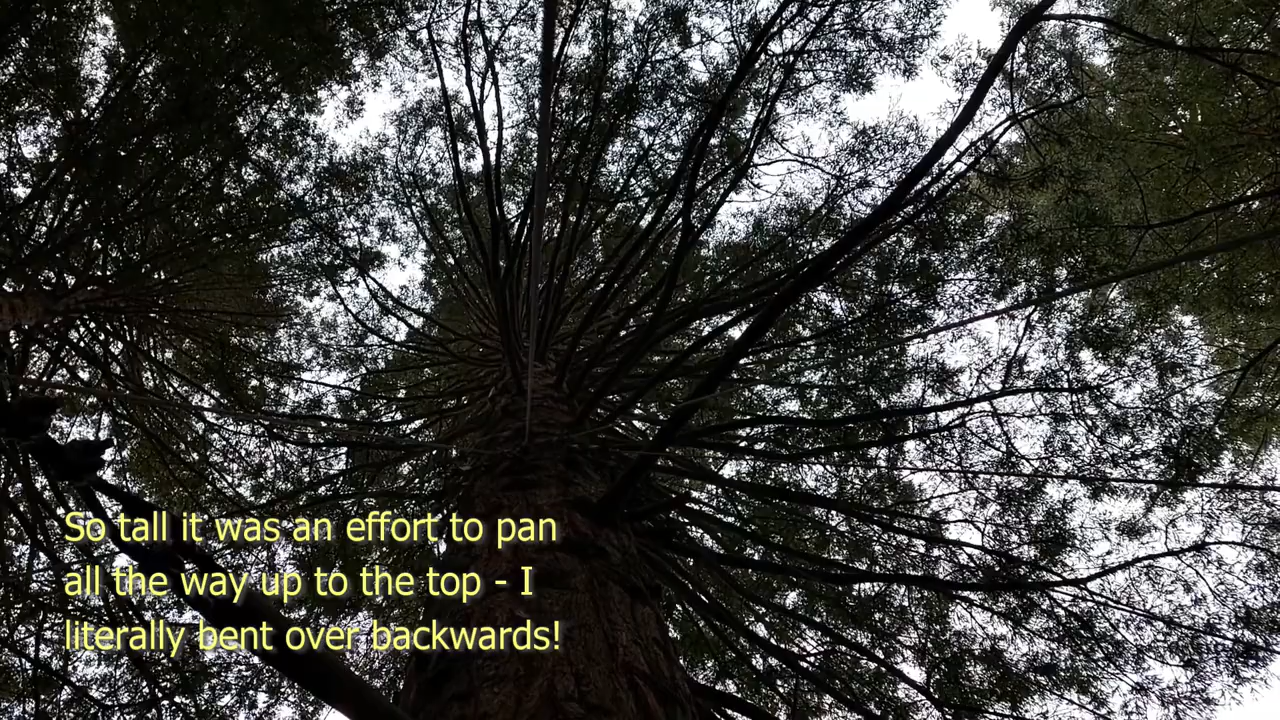 So tall it was an effort to pan
all the way up to the top - I
literally bent over backwards!